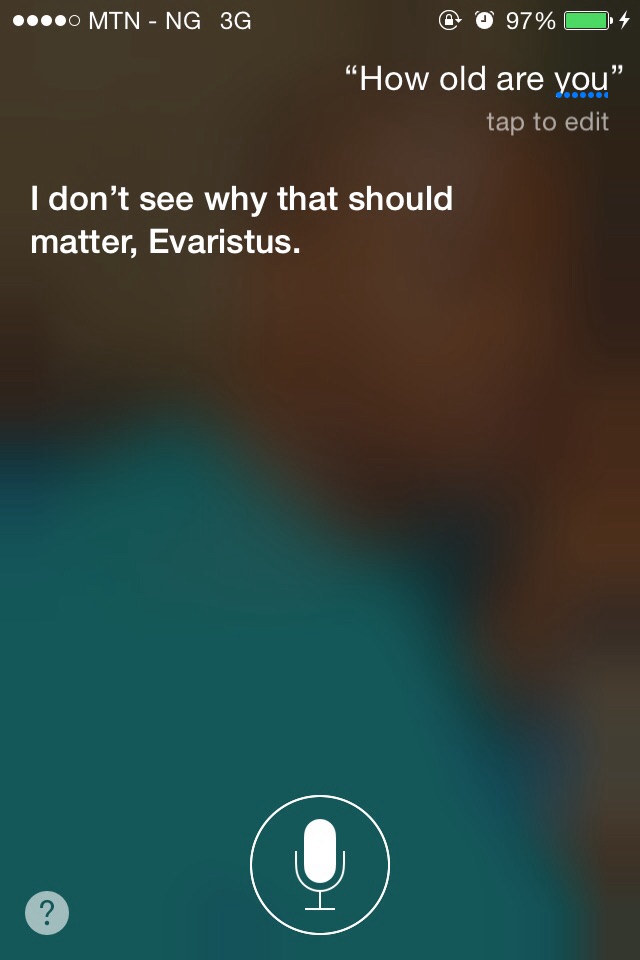 MTN - NG 3G 97%
“How old are you”
tap to edit
I don’t see why that should
matter, Evaristus.
?